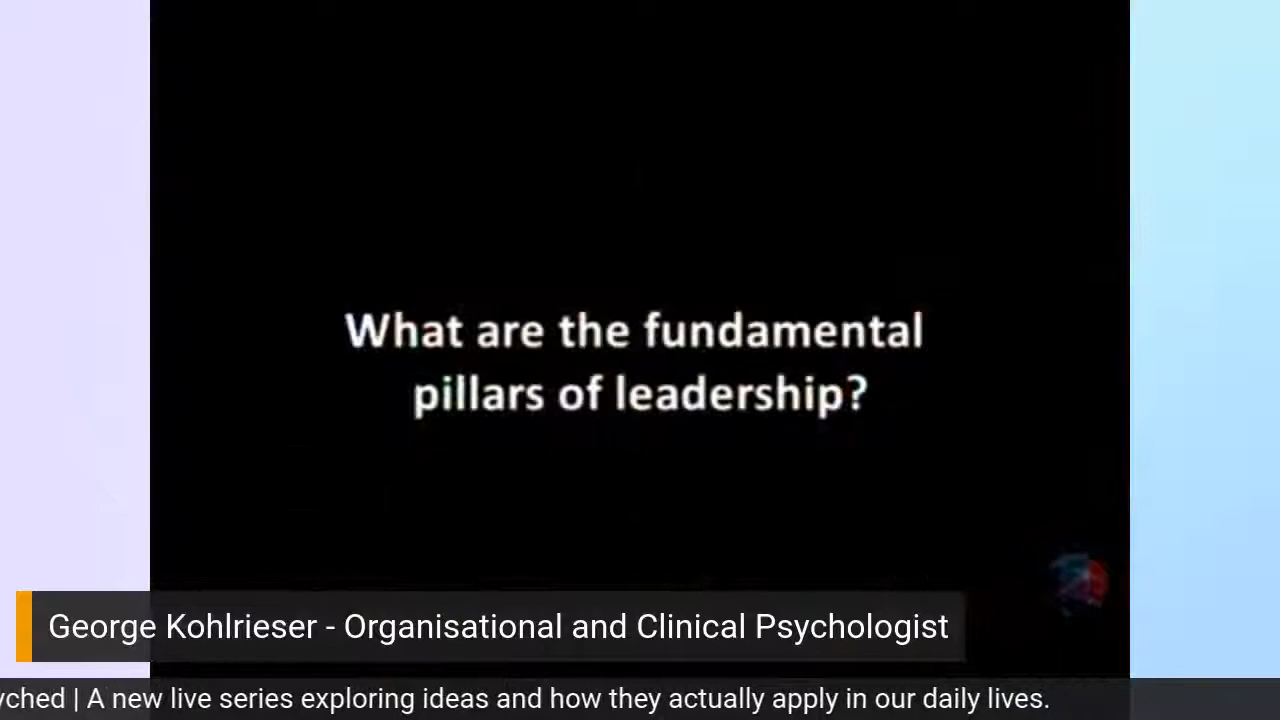 What are the fundamental
pillars of leadership?
George Kohlrieser - Organisational and Clinical Psychologist
yched | A new live series exploring ideas and how they actually apply in our daily lives.